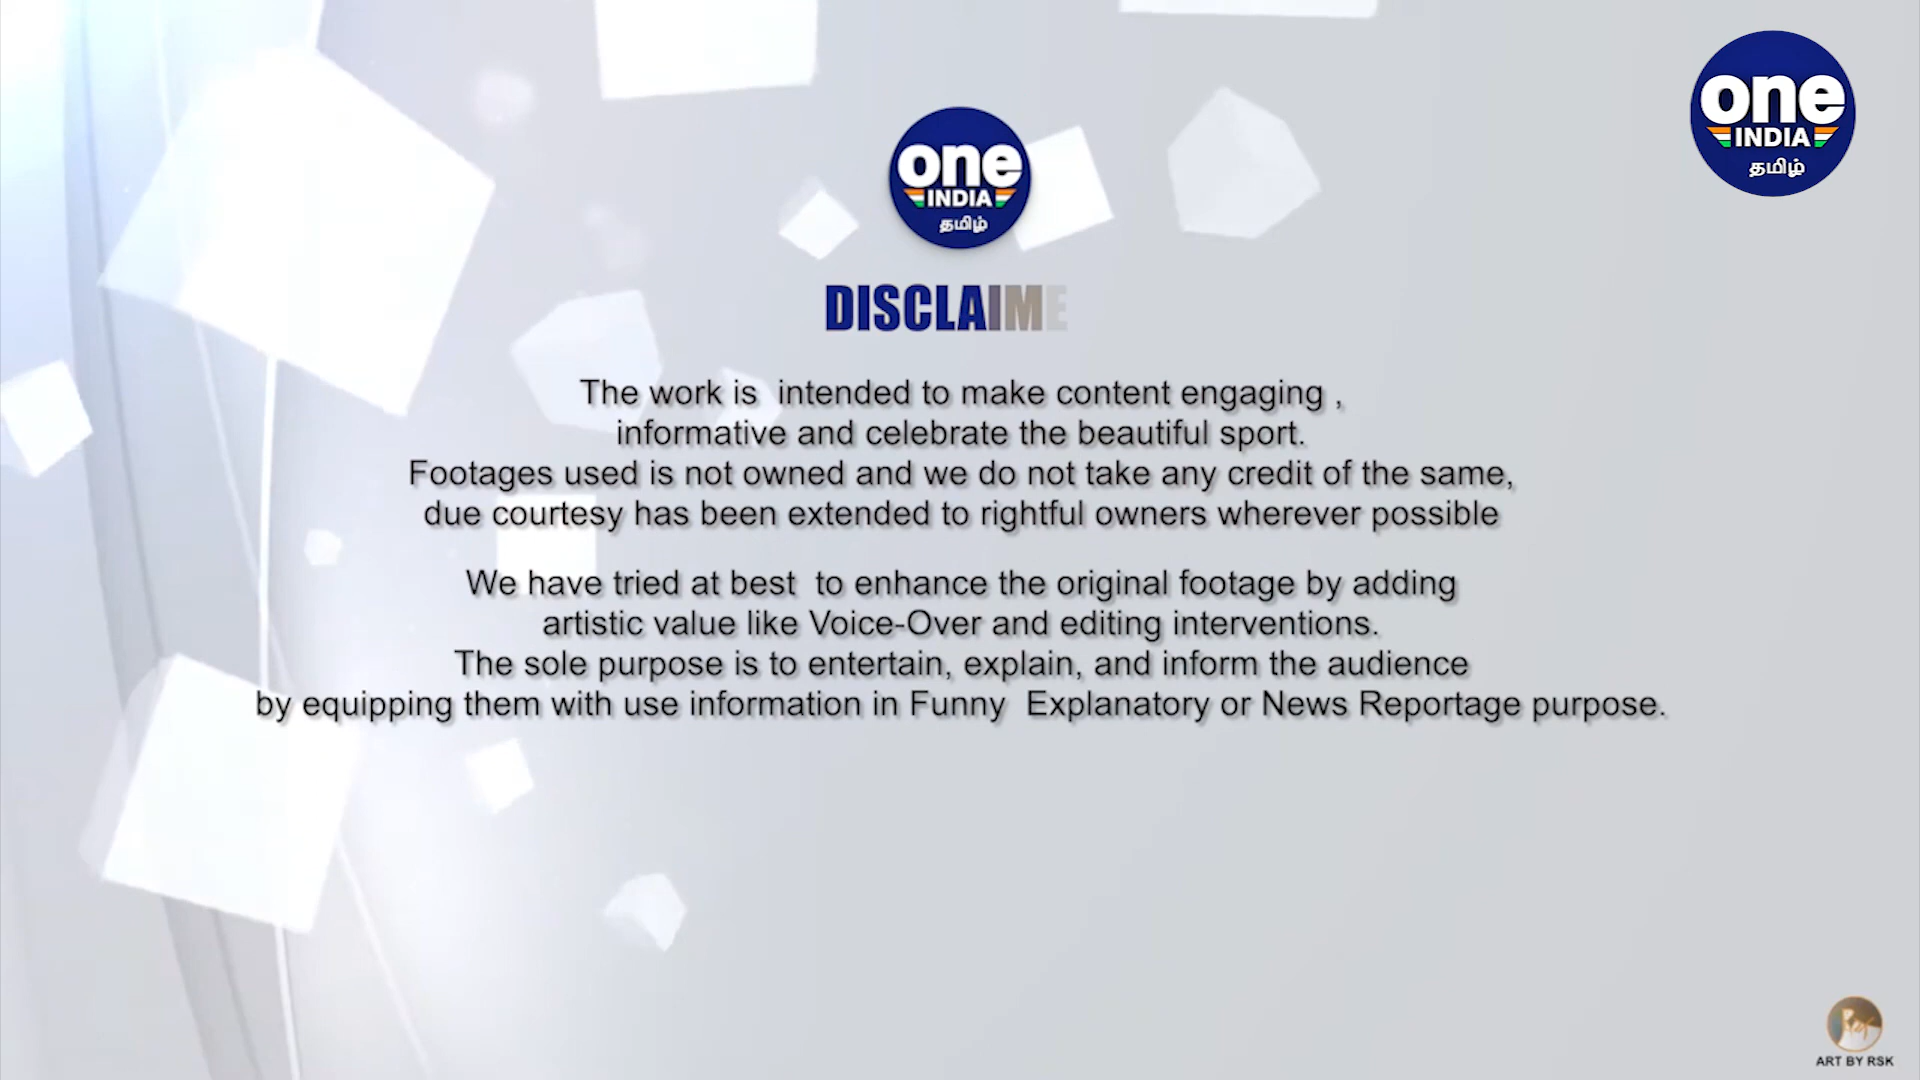 one
INDIA
தமிழ்
one
INDIA
தமிழ்
DISCLAIME
The work is intended to make content engaging ,
informative and celebrate the beautiful sport.
Footages used is not owned and we do not take any credit of the same,
due courtesy has been extended to rightful owners wherever possible
We have tried at best to enhance the original footage by adding
artistic value like Voice-Over and editing interventions.
The sole purpose is to entertain, explain, and inform the audience
by equipping them with use information in Funny Explanatory or News Reportage purpose.
ART BY RSK